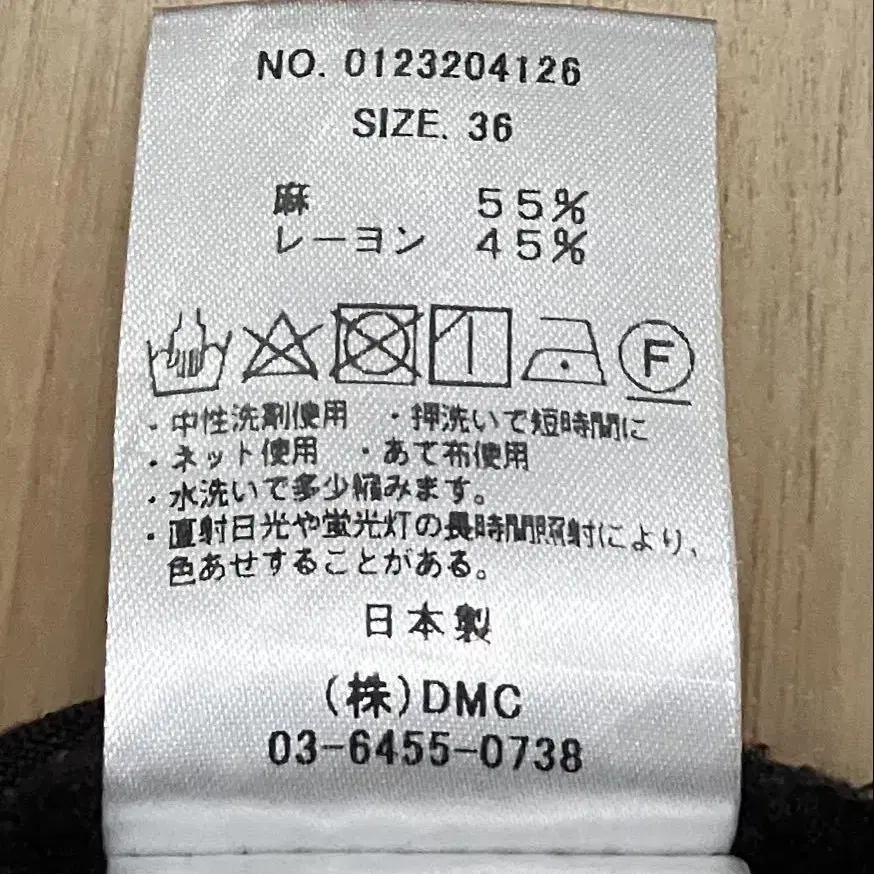 NO. 0123204126
SIZE. 36
麻 55%
レーヨン 45%
F
・中性洗剤使用 ・押洗いで短時間に
・ネット使用 ・あて布使用
・水洗いで多少縮みます。
・直射日光や蛍光灯の長時間照射により、
色あせすることがある。
日本製
(株)DMC
03-6455-0738